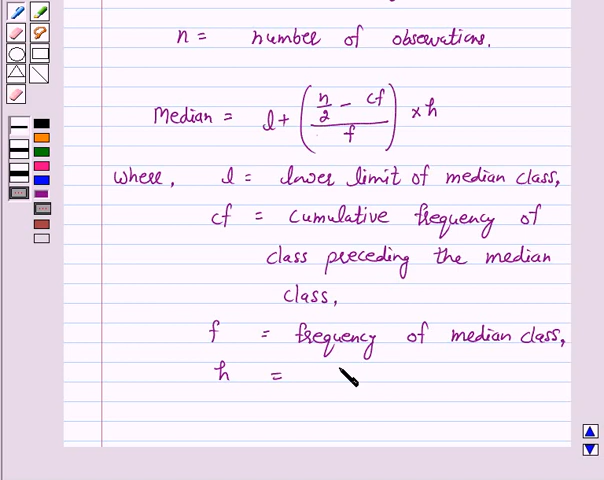 n = number of observations.
Median = l + ( (n/2 - cf) / f ) × h
where, l = lower limit of median class,
cf = cumulative frequency of
class preceding the median
class,
f = frequency of median class,
h =